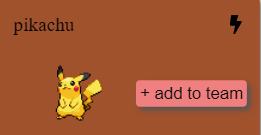 pikachu
+ add to team